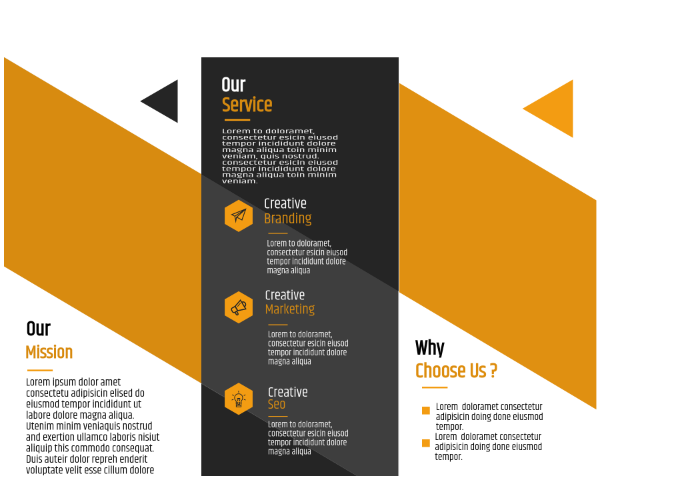 Our
Mission
Lorem ipsum dolor amet
consectetu adipisicin elised do
eiusmod tempor incididunt ut
labore dolore magna aliqua.
Utenim minim veniaquis nostrud
and exertion ullamco laboris nisiut
aliquip this commodo consequat.
Duis auteir dolor repreh enderit
voluptate velit esse cillum dolore
Our
Service
Lorem to doloramet,
consectetur esicin eiusod
tempor incididunt dolore
magna aliqua toin minim
veniam, quis nostrud.
consectetur esicin eiusod
tempor incididunt dolore
magna aliqua toin minim
veniam.
Creative
Branding
Lorem to doloramet,
consectetur esicin eiusod
tempor incididunt dolore
magna aliqua
Creative
Marketing
Lorem to doloramet,
consectetur esicin eiusod
tempor incididunt dolore
magna aliqua
Creative
Seo
Lorem to doloramet,
consectetur esicin eiusod
tempor incididunt dolore
magna aliqua
Why
Choose Us ?
Lorem doloramet consectetur
adipisicin doing done eiusmod
tempor.
Lorem doloramet consectetur
adipisicin doing done eiusmod
tempor.